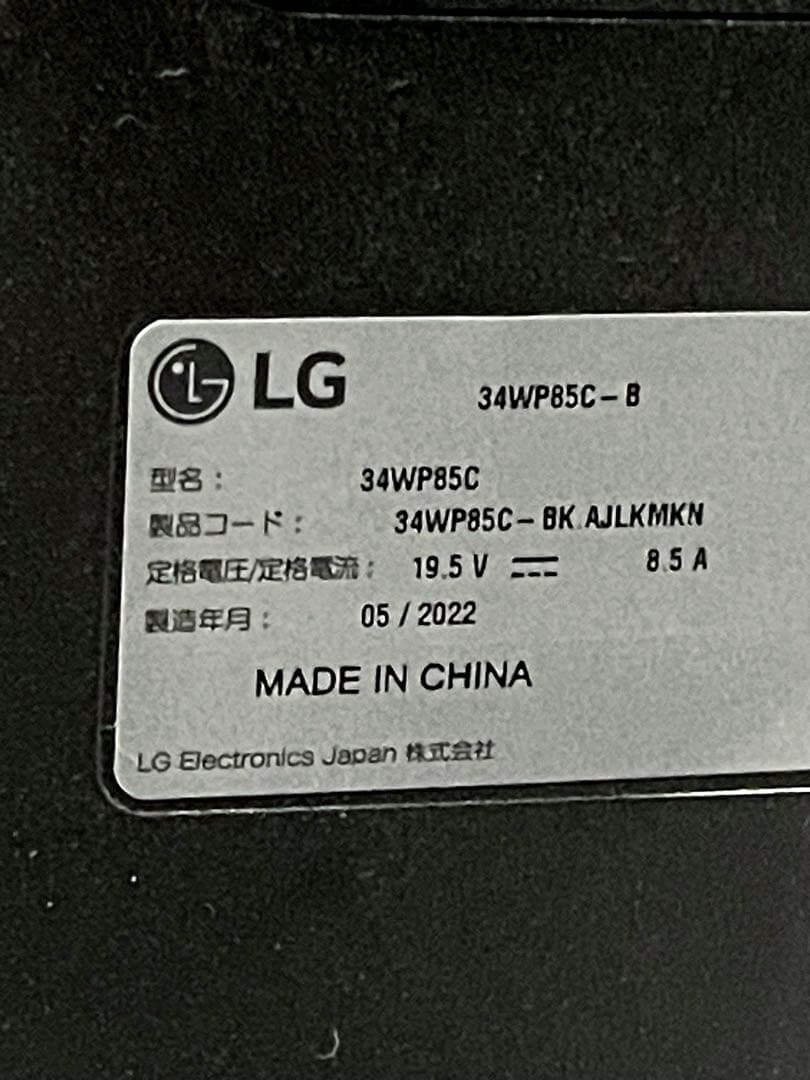 LG 34WP85C-B
型名: 34WP85C
製品コード: 34WP85C-BK.AJLKMKN
定格電圧/定格電流: 19.5 V ⎓ 8.5 A
製造年月: 05 / 2022
MADE IN CHINA
LG Electronics Japan 株式会社